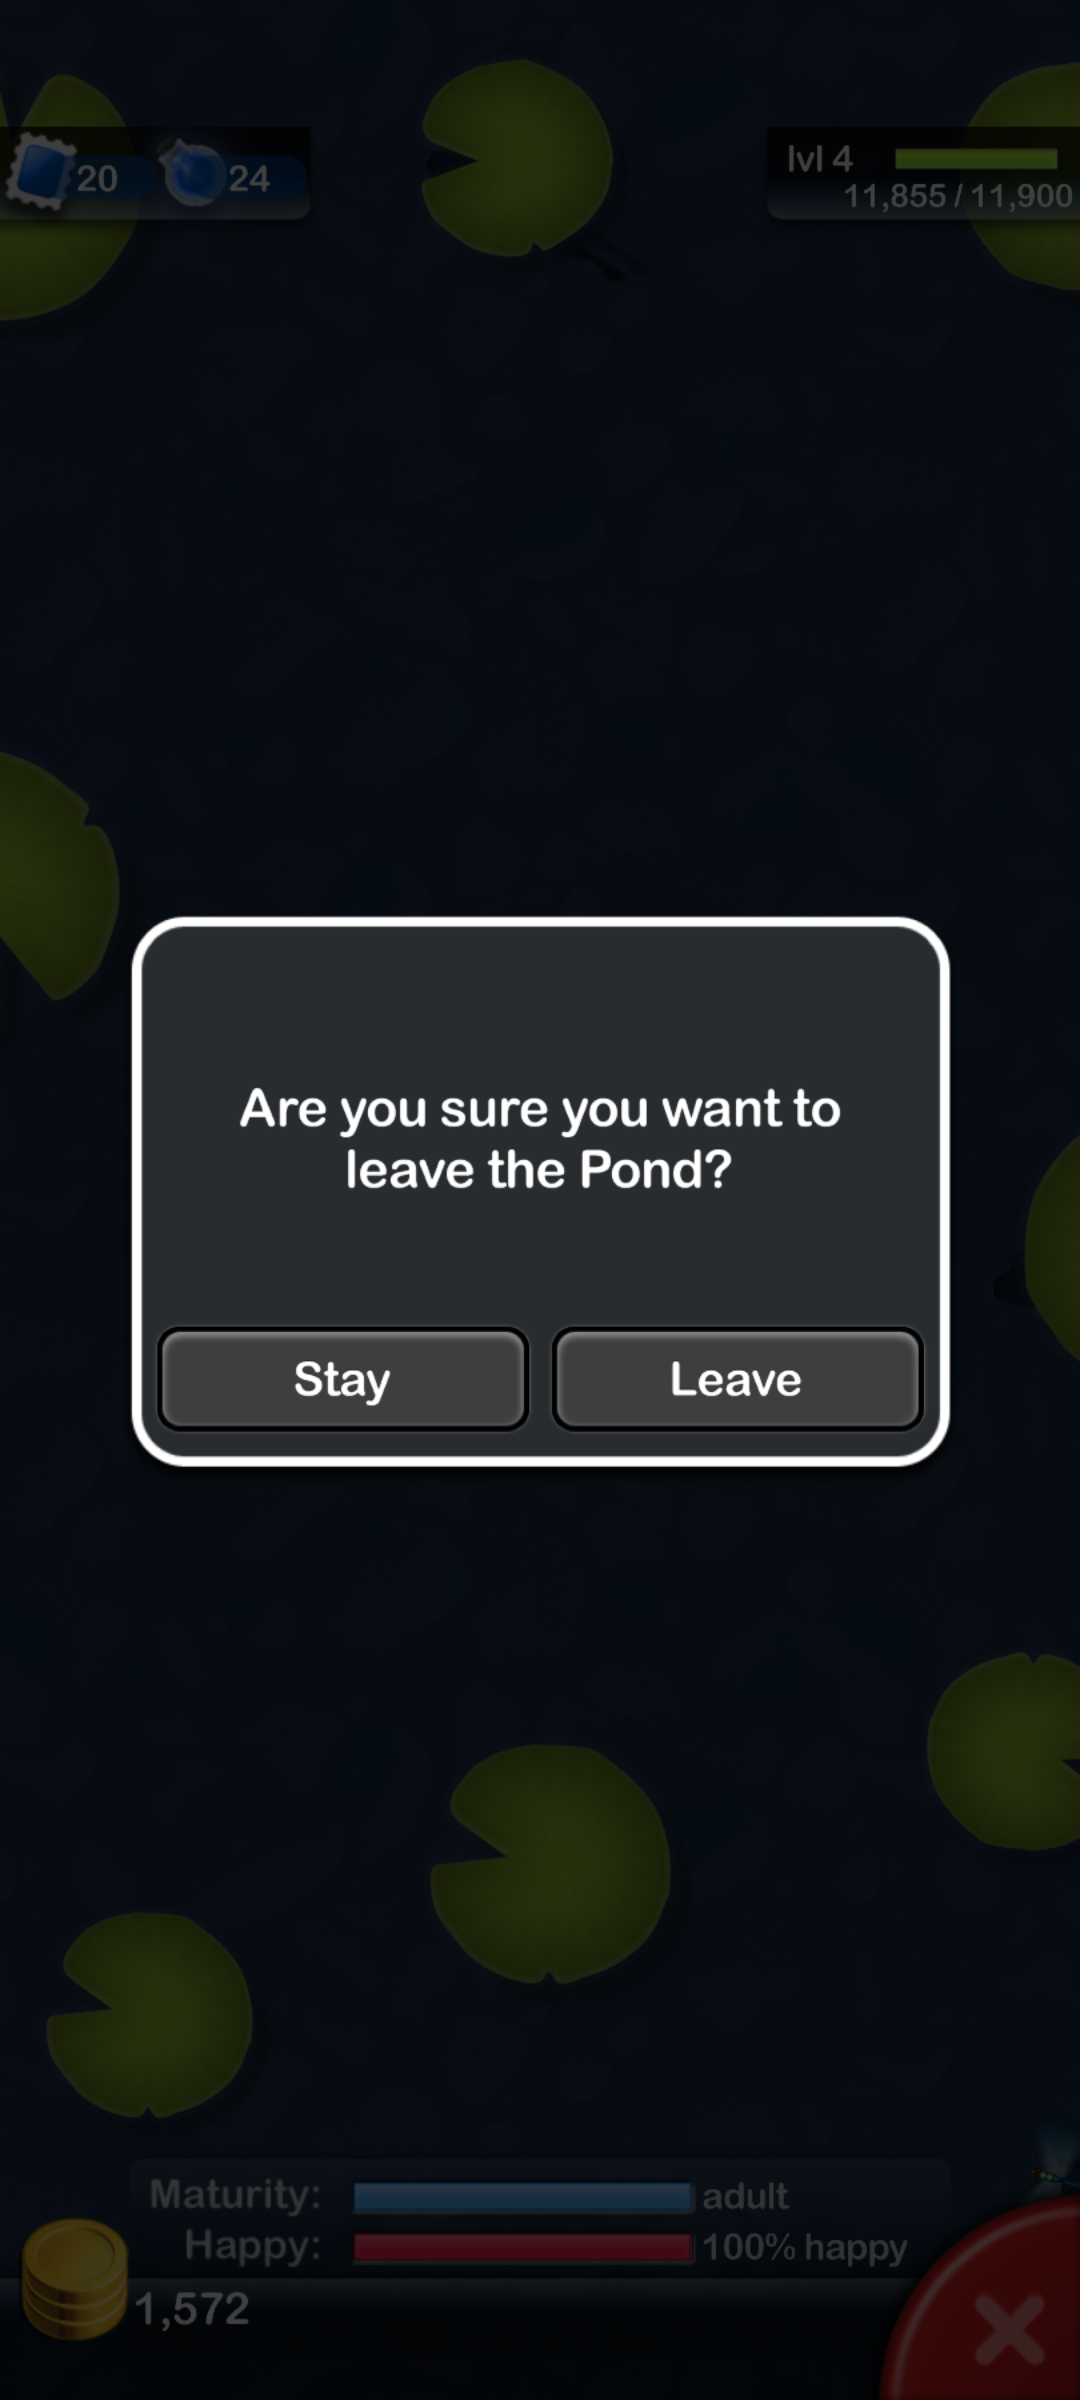 20 24
lvl 4
11,855 / 11,900
Are you sure you want to
leave the Pond?
Stay Leave
Maturity: adult
Happy: 100% happy
1,572